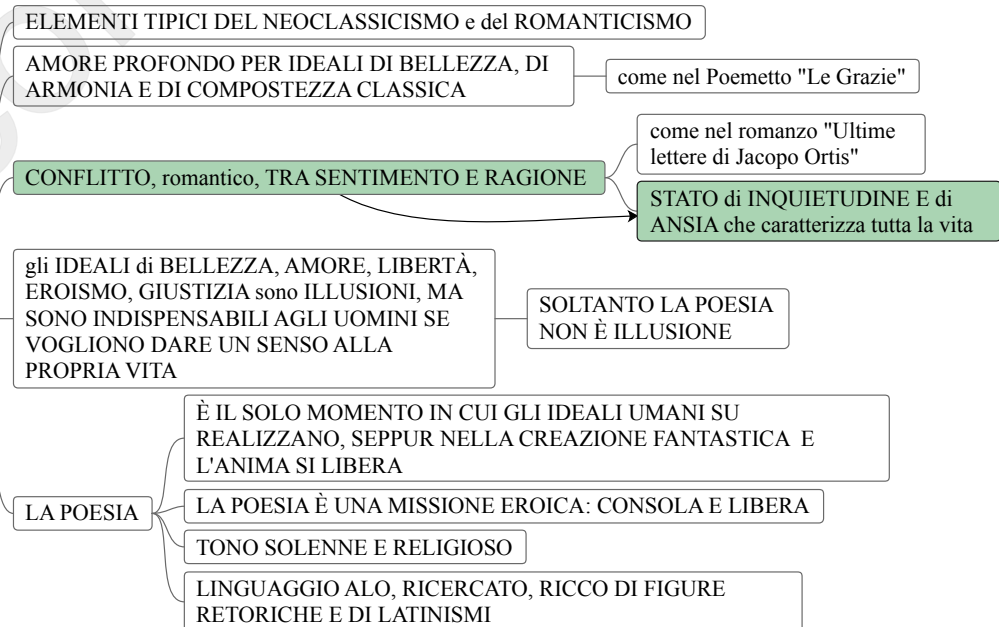 ELEMENTI TIPICI DEL NEOCLASSICISMO e del ROMANTICISMO
AMORE PROFONDO PER IDEALI DI BELLEZZA, DI
ARMONIA E DI COMPOSTEZZA CLASSICA
come nel Poemetto "Le Grazie"
CONFLITTO, romantico, TRA SENTIMENTO E RAGIONE
come nel romanzo "Ultime
lettere di Jacopo Ortis"
STATO di INQUIETUDINE E di
ANSIA che caratterizza tutta la vita
gli IDEALI di BELLEZZA, AMORE, LIBERTÀ,
EROISMO, GIUSTIZIA sono ILLUSIONI, MA
SONO INDISPENSABILI AGLI UOMINI SE
VOGLIONO DARE UN SENSO ALLA
PROPRIA VITA
SOLTANTO LA POESIA
NON È ILLUSIONE
LA POESIA
È IL SOLO MOMENTO IN CUI GLI IDEALI UMANI SU
REALIZZANO, SEPPUR NELLA CREAZIONE FANTASTICA E
L'ANIMA SI LIBERA
LA POESIA È UNA MISSIONE EROICA: CONSOLA E LIBERA
TONO SOLENNE E RELIGIOSO
LINGUAGGIO ALO, RICERCATO, RICCO DI FIGURE
RETORICHE E DI LATINISMI